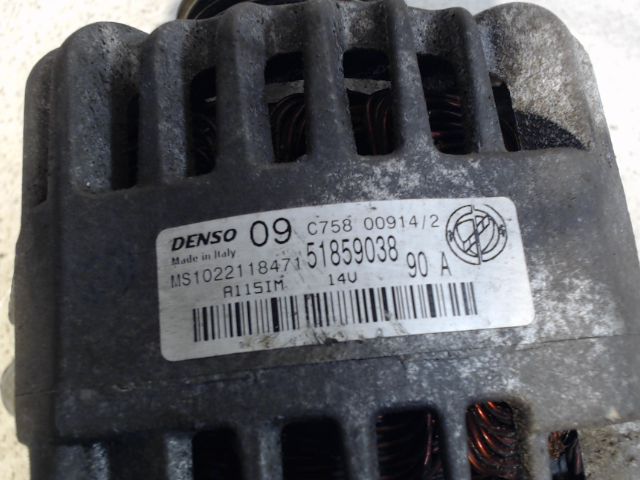 DENSO 09 C758 00914/2
Made in Italy
MS1022118471 51859038 90 A
A115IM 14V